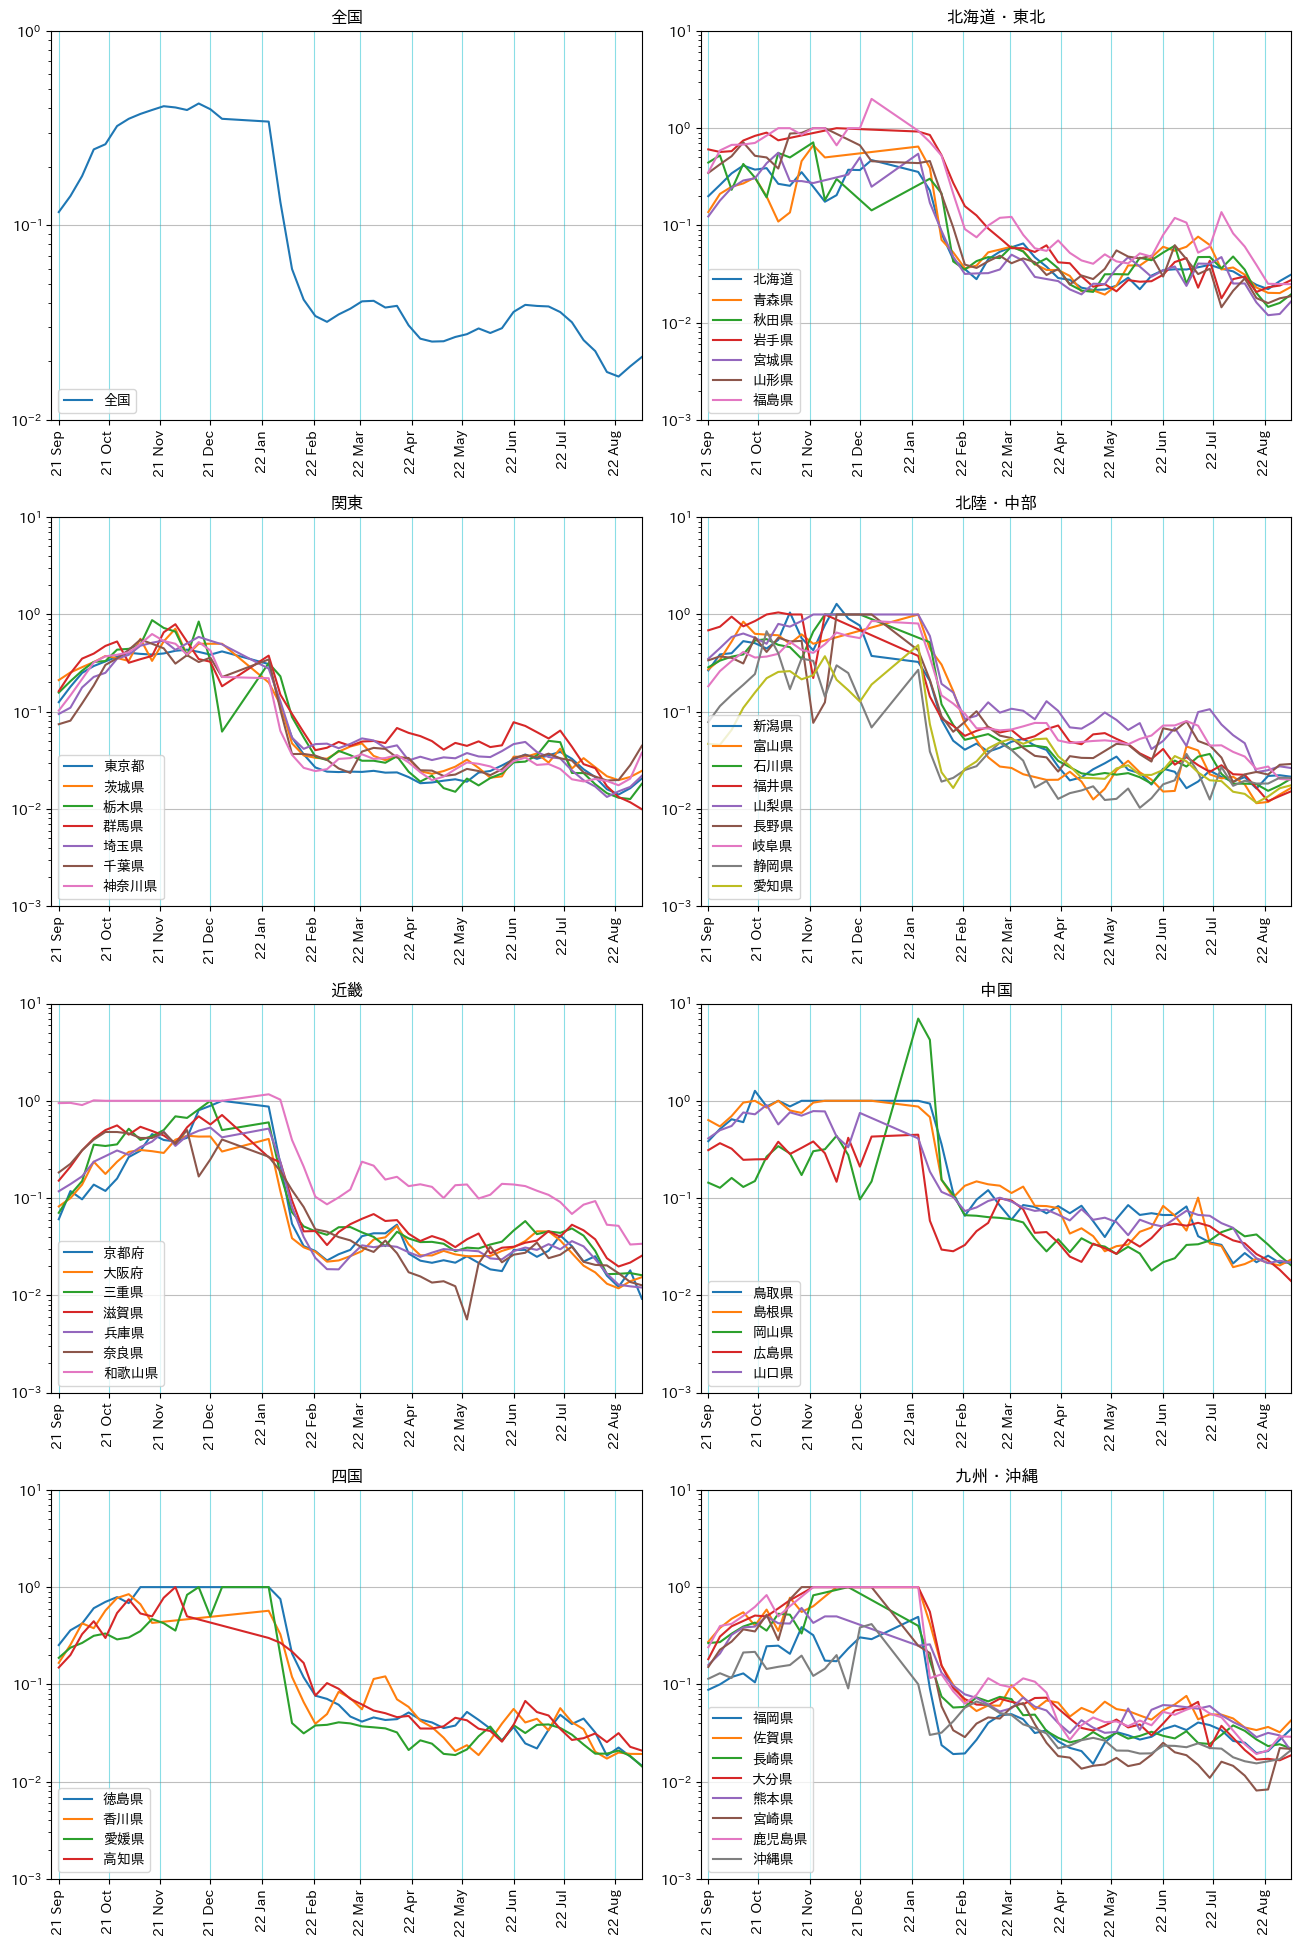 全国
10⁰
10⁻¹
10⁻²
全国
21 Sep
21 Oct
21 Nov
21 Dec
22 Jan
22 Feb
22 Mar
22 Apr
22 May
22 Jun
22 Jul
22 Aug
北海道・東北
10¹
10⁰
10⁻¹
10⁻²
10⁻³
北海道
青森県
秋田県
岩手県
宮城県
山形県
福島県
21 Sep
21 Oct
21 Nov
21 Dec
22 Jan
22 Feb
22 Mar
22 Apr
22 May
22 Jun
22 Jul
22 Aug
関東
10¹
10⁰
10⁻¹
10⁻²
10⁻³
東京都
茨城県
栃木県
群馬県
埼玉県
千葉県
神奈川県
21 Sep
21 Oct
21 Nov
21 Dec
22 Jan
22 Feb
22 Mar
22 Apr
22 May
22 Jun
22 Jul
22 Aug
北陸・中部
10¹
10⁰
10⁻¹
10⁻²
10⁻³
新潟県
富山県
石川県
福井県
山梨県
長野県
岐阜県
静岡県
愛知県
21 Sep
21 Oct
21 Nov
21 Dec
22 Jan
22 Feb
22 Mar
22 Apr
22 May
22 Jun
22 Jul
22 Aug
近畿
10¹
10⁰
10⁻¹
10⁻²
10⁻³
京都府
大阪府
三重県
滋賀県
兵庫県
奈良県
和歌山県
21 Sep
21 Oct
21 Nov
21 Dec
22 Jan
22 Feb
22 Mar
22 Apr
22 May
22 Jun
22 Jul
22 Aug
中国
10¹
10⁰
10⁻¹
10⁻²
10⁻³
鳥取県
島根県
岡山県
広島県
山口県
21 Sep
21 Oct
21 Nov
21 Dec
22 Jan
22 Feb
22 Mar
22 Apr
22 May
22 Jun
22 Jul
22 Aug
四国
10¹
10⁰
10⁻¹
10⁻²
10⁻³
徳島県
香川県
愛媛県
高知県
21 Sep
21 Oct
21 Nov
21 Dec
22 Jan
22 Feb
22 Mar
22 Apr
22 May
22 Jun
22 Jul
22 Aug
九州・沖縄
10¹
10⁰
10⁻¹
10⁻²
10⁻³
福岡県
佐賀県
長崎県
大分県
熊本県
宮崎県
鹿児島県
沖縄県
21 Sep
21 Oct
21 Nov
21 Dec
22 Jan
22 Feb
22 Mar
22 Apr
22 May
22 Jun
22 Jul
22 Aug